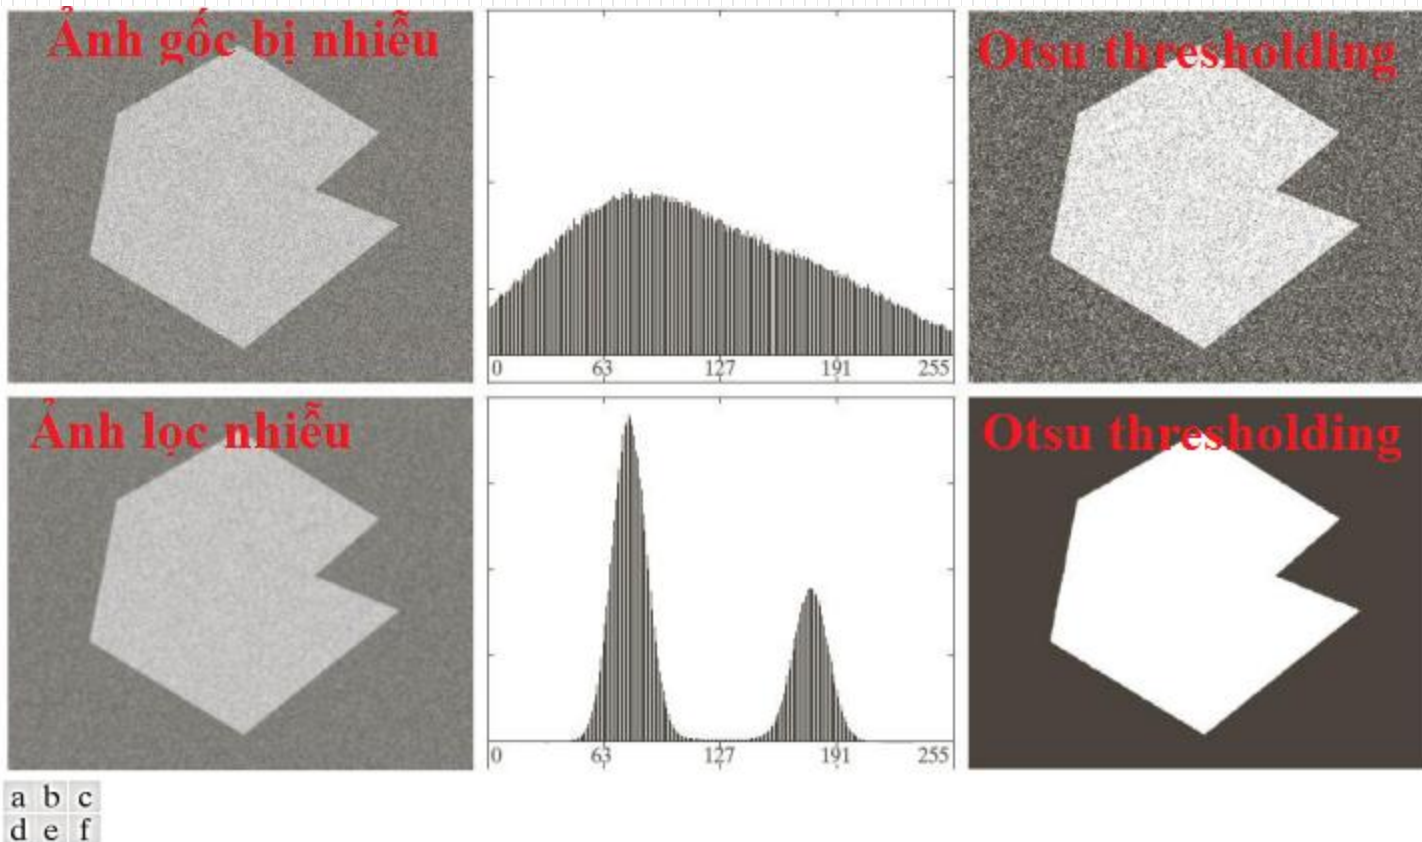 Ảnh gốc bị nhiễu
Otsu thresholding
0 63 127 191 255
Ảnh lọc nhiễu
Otsu thresholding
0 63 127 191 255
a b c
d e f